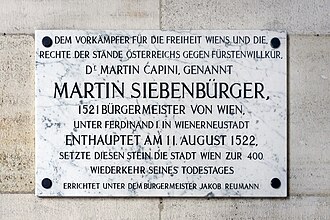 DEM VORKÄMPFER FÜR DIE FREIHEIT WIENS UND DIE
RECHTE DER STÄNDE ÖSTERREICHS GEGEN FÜRSTENWILLKÜR,
Dr MARTIN ÇAPINI, GENANNT
MARTIN SIEBENBÜRGER,
1521 BÜRGERMEISTER VON WIEN,
UNTER FERDINAND I. IN WIENERNEUSTADT
ENTHAUPTET AM 11. AUGUST 1522,
SETZTE DIESEN STEIN DIE STADT WIEN ZUR 400
WIEDERKEHR SEINES TODESTAGES
ERRICHTET UNTER DEM BÜRGERMEISTER JAKOB REUMANN